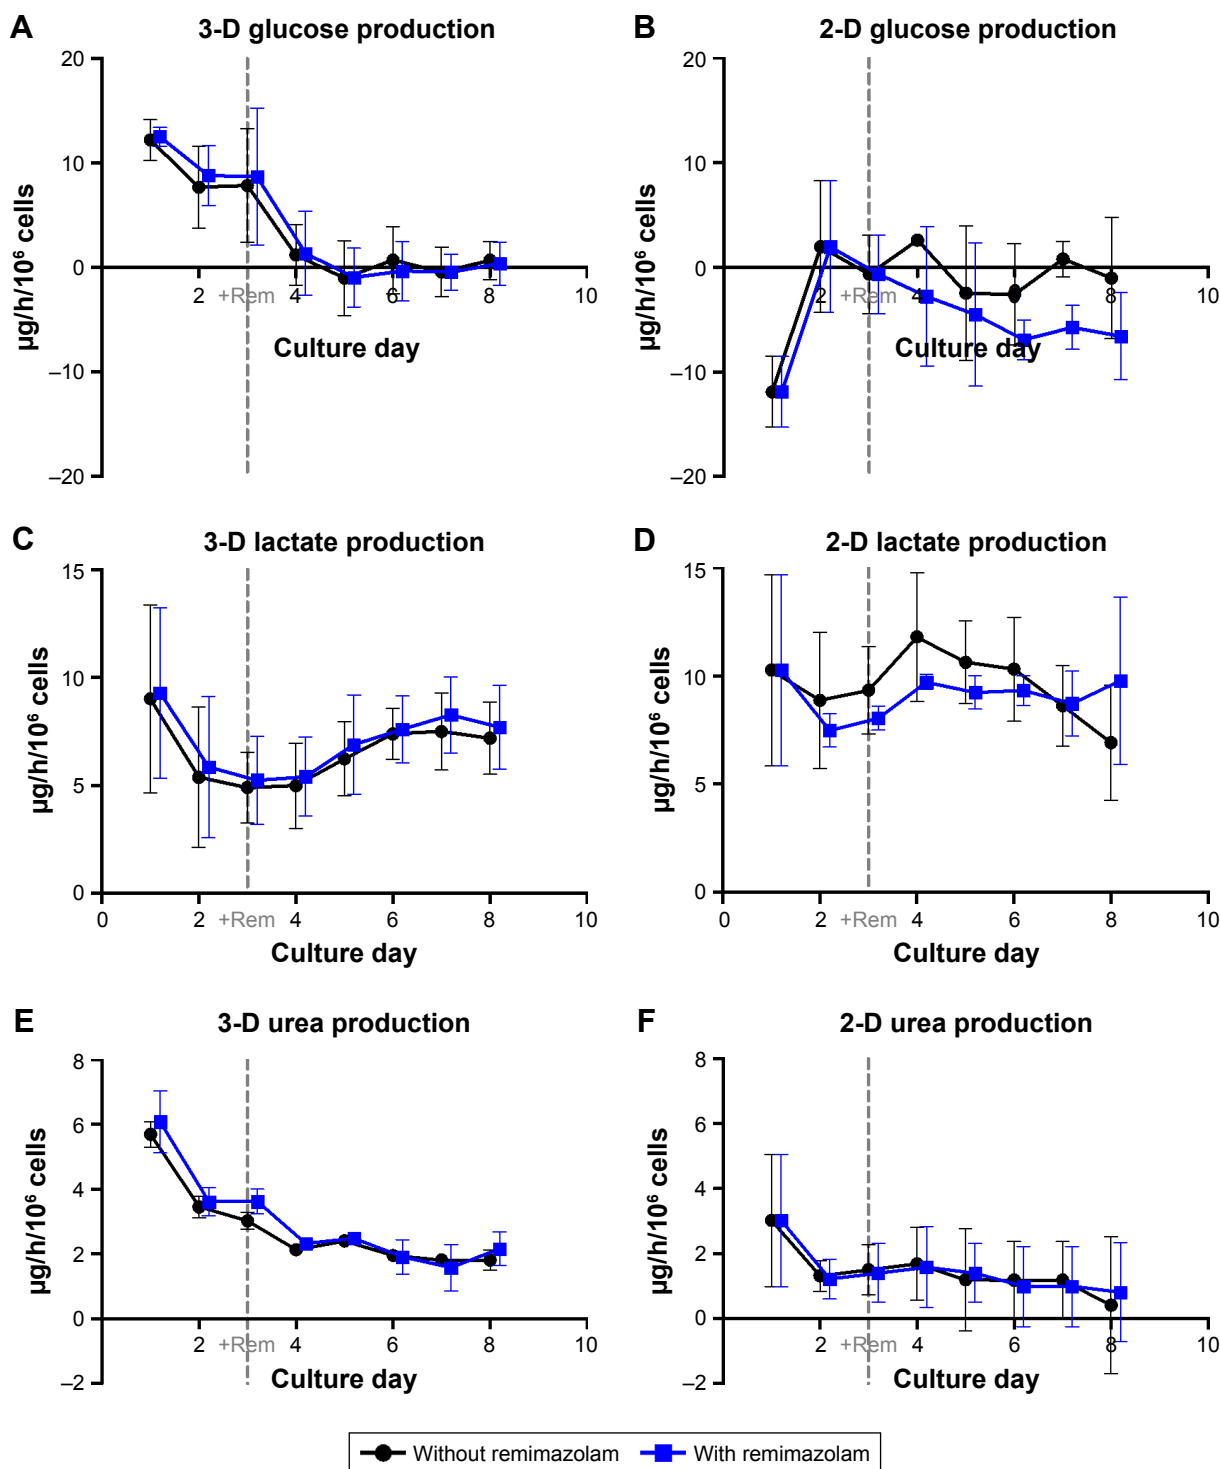 A
3-D glucose production
20
10
0
–10
–20
µg/h/10⁶ cells
2 +Rem 4 6 8 10
Culture day
B
2-D glucose production
20
10
0
–10
–20
µg/h/10⁶ cells
2 +Rem 4 6 8 10
Culture day
C
3-D lactate production
15
10
5
0
µg/h/10⁶ cells
0 2 +Rem 4 6 8 10
Culture day
D
2-D lactate production
15
10
5
0
µg/h/10⁶ cells
0 2 +Rem 4 6 8 10
Culture day
E
3-D urea production
8
6
4
2
0
–2
µg/h/10⁶ cells
2 +Rem 4 6 8 10
Culture day
F
2-D urea production
8
6
4
2
0
–2
µg/h/10⁶ cells
2 +Rem 4 6 8 10
Culture day
Without remimazolam With remimazolam